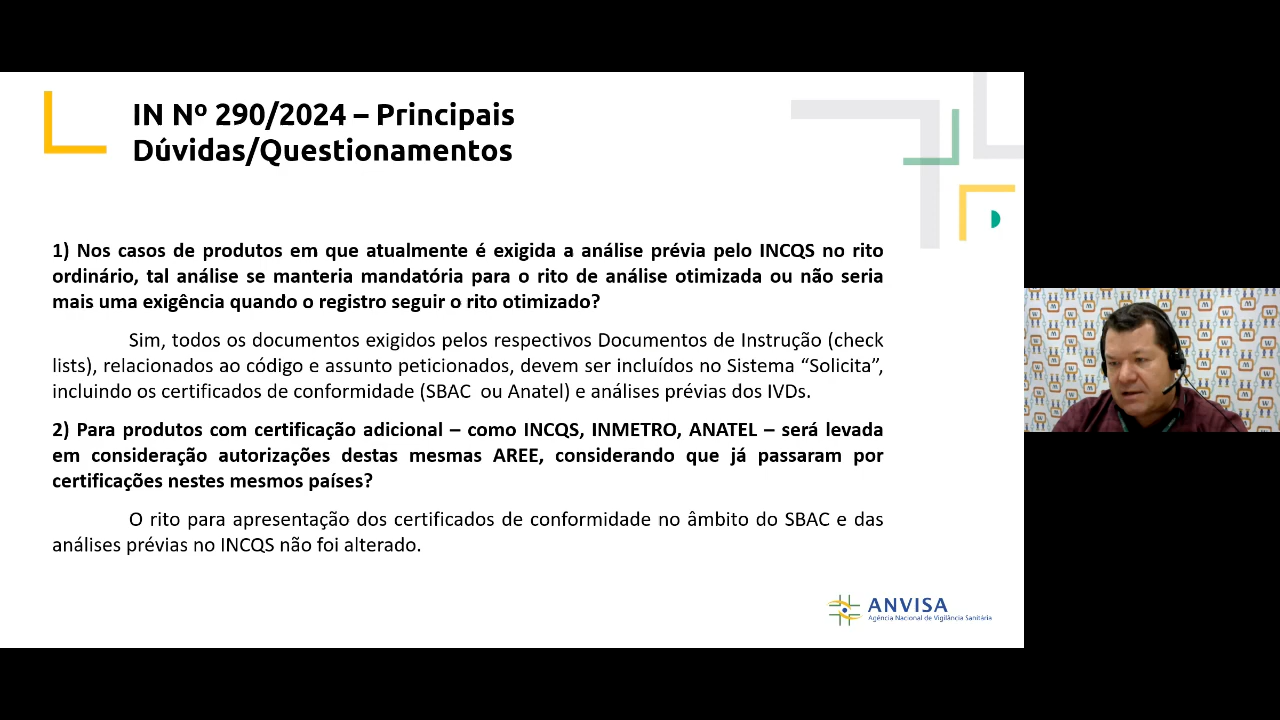 IN Nº 290/2024 – Principais
Dúvidas/Questionamentos
1) Nos casos de produtos em que atualmente é exigida a análise prévia pelo INCQS no rito
ordinário, tal análise se manteria mandatória para o rito de análise otimizada ou não seria
mais uma exigência quando o registro seguir o rito otimizado?
Sim, todos os documentos exigidos pelos respectivos Documentos de Instrução (check
lists), relacionados ao código e assunto peticionados, devem ser incluídos no Sistema “Solicita”,
incluindo os certificados de conformidade (SBAC ou Anatel) e análises prévias dos IVDs.
2) Para produtos com certificação adicional – como INCQS, INMETRO, ANATEL – será levada
em consideração autorizações destas mesmas AREE, considerando que já passaram por
certificações nestes mesmos países?
O rito para apresentação dos certificados de conformidade no âmbito do SBAC e das
análises prévias no INCQS não foi alterado.
ANVISA
Agência Nacional de Vigilância Sanitária